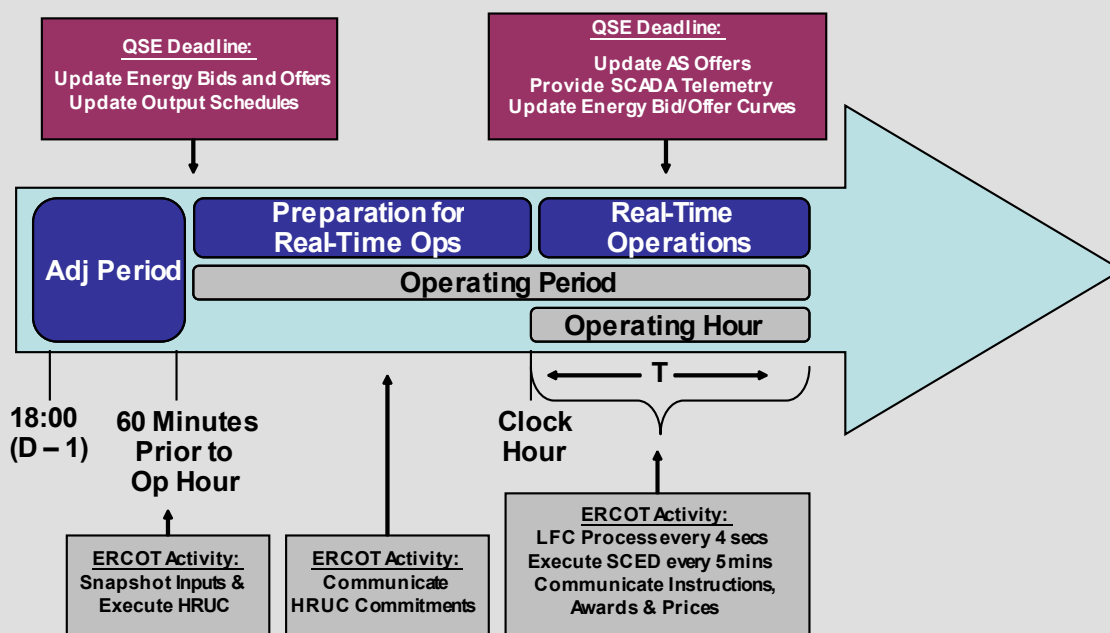 QSE Deadline:
Update Energy Bids and Offers
Update Output Schedules
QSE Deadline:
Update AS Offers
Provide SCADA Telemetry
Update Energy Bid/Offer Curves
Adj Period
Preparation for
Real-Time Ops
Real-Time
Operations
Operating Period
Operating Hour
T
18:00
(D – 1)
60 Minutes
Prior to
Op Hour
Clock
Hour
ERCOT Activity:
Snapshot Inputs &
Execute HRUC
ERCOT Activity:
Communicate
HRUC Commitments
ERCOT Activity:
LFC Process every 4 secs
Execute SCED every 5 mins
Communicate Instructions,
Awards & Prices